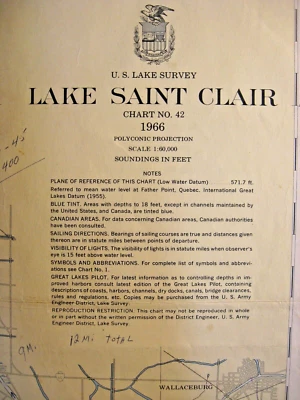 U. S. LAKE SURVEY
LAKE SAINT CLAIR
CHART NO. 42
1966
POLYCONIC PROJECTION
SCALE 1:60,000
SOUNDINGS IN FEET
NOTES
PLANE OF REFERENCE OF THIS CHART (Low Water Datum) 571.7 ft.
Referred to mean water level at Father Point, Quebec, International Great
Lakes Datum (1955).
BLUE TINT. Areas with depths to 18 feet, except in channels maintained
by the United States, and Canada, are tinted blue.
CANADIAN AREAS. For data concerning Canadian areas, Canadian authorities
have been consulted.
SAILING DIRECTIONS. Bearings of sailing courses are true and distances given
thereon are in statute miles between points of departure.
VISIBILITY OF LIGHTS. The visibility of lights is in statute miles when observer's
eye is 15 feet above water level.
SYMBOLS AND ABBREVIATIONS. For complete list of symbols and abbrevi-
ations see Chart No. 1.
GREAT LAKES PILOT. For latest information as to controlling depths in im-
proved harbors consult latest edition of the Great Lakes Pilot, containing
descriptions of coasts, harbors, channels, dry docks, canals, bridge clearances,
rules and regulations, etc. Copies may be purchased from the U. S. Army
Engineer District, Lake Survey.
REPRODUCTION RESTRICTION. This chart may not be reproduced in whole
or in part without the written permission of the District Engineer, U. S. Army
Engineer District, Lake Survey.
400
9M.
12M. TOTAL
WALLACEBURG